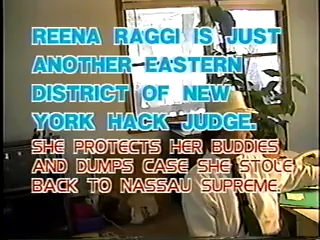 REENA RAGGI IS JUST
ANOTHER EASTERN
DISTRICT OF NEW
YORK HACK JUDGE.
SHE PROTECTS HER BUDDIES
AND DUMPS CASE SHE STOLE
BACK TO NASSAU SUPREME.